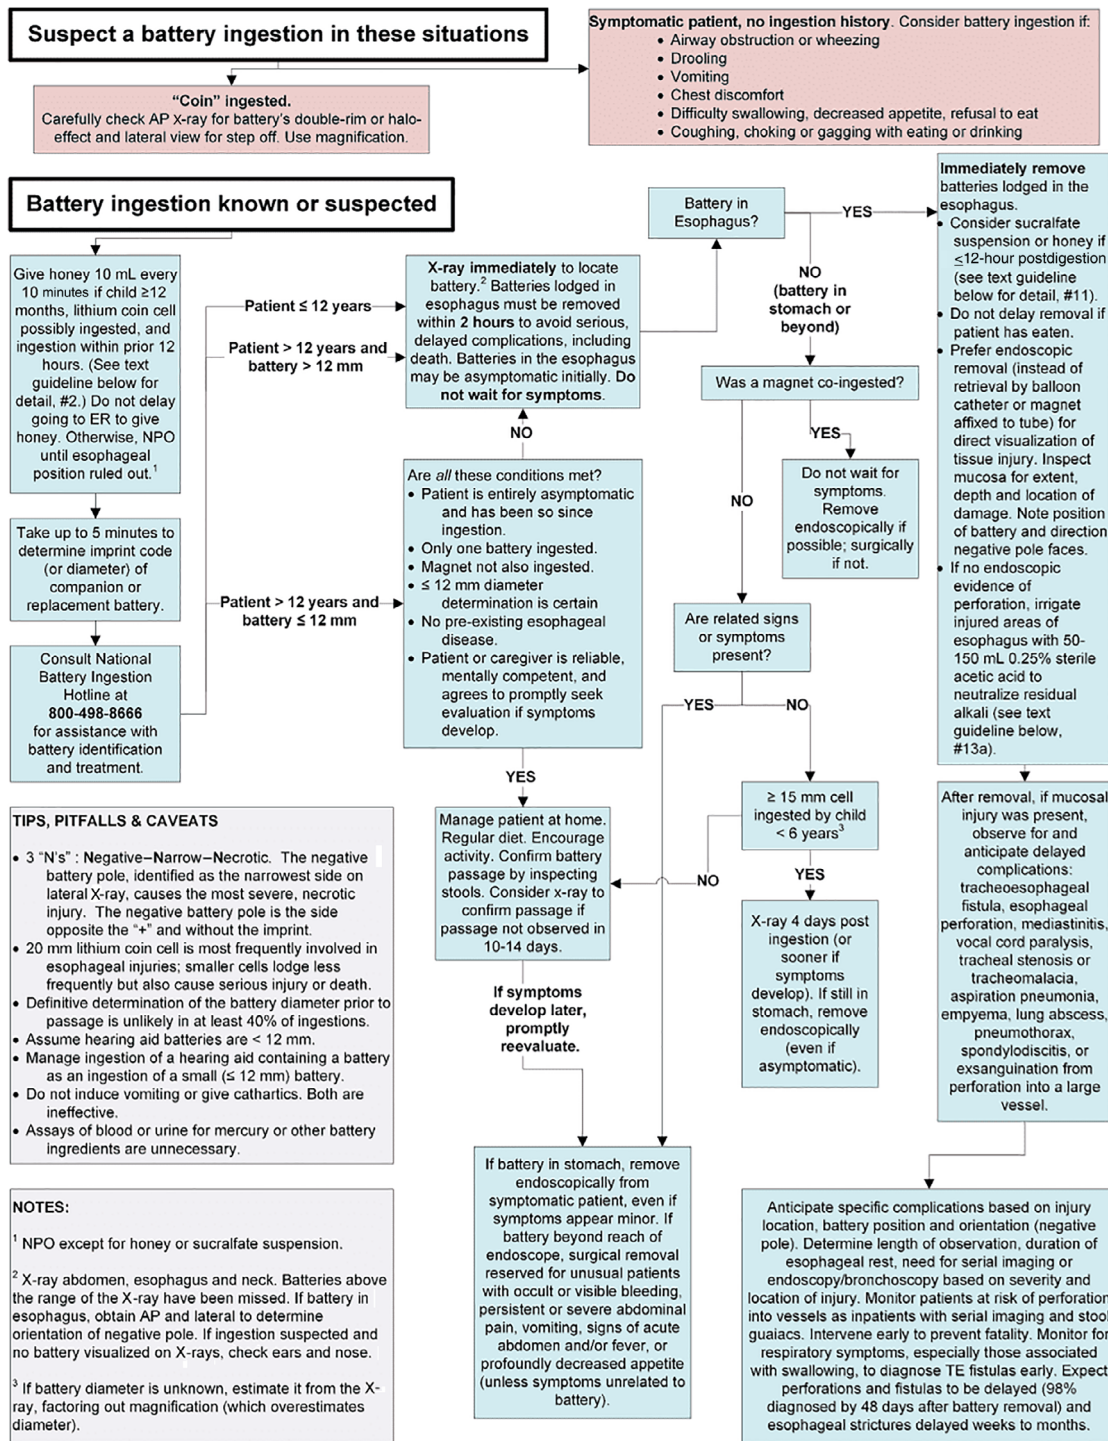 Suspect a battery ingestion in these situations
Symptomatic patient, no ingestion history. Consider battery ingestion if:
• Airway obstruction or wheezing
• Drooling
• Vomiting
• Chest discomfort
• Difficulty swallowing, decreased appetite, refusal to eat
• Coughing, choking or gagging with eating or drinking
“Coin” ingested.
Carefully check AP x-ray for battery’s double-rim or halo-
effect and lateral view for step off. Use magnification.
Battery ingestion known or suspected
Give honey 10 mL every
10 minutes if child ≥12
months, lithium coin cell
possibly ingested, and
ingestion within prior 12
hours. (See text
guideline below for
detail, #2.) Do not delay
going to ER to give
honey. Otherwise, NPO
until esophageal
position ruled out.1
Take up to 5 minutes to
determine imprint code
(or diameter) of
companion or
replacement battery.
Consult National
Battery Ingestion
Hotline at
800-498-8666
for assistance with
battery identification
and treatment.
Patient ≤ 12 years
Patient > 12 years and
battery > 12 mm
Patient > 12 years and
battery ≤ 12 mm
X-ray immediately to locate
battery.2 Batteries lodged in
esophagus must be removed
within 2 hours to avoid serious,
delayed complications, including
death. Batteries in the esophagus
may be asymptomatic initially. Do
not wait for symptoms.
NO
Are all these conditions met?
• Patient is entirely asymptomatic
and has been so since
ingestion.
• Only one battery ingested.
• Magnet not also ingested.
• ≤ 12 mm diameter
determination is certain
• No pre-existing esophageal
disease.
• Patient or caregiver is reliable,
mentally competent, and
agrees to promptly seek
evaluation if symptoms
develop.
YES
Manage patient at home.
Regular diet. Encourage
activity. Confirm battery
passage by inspecting
stools. Consider x-ray to
confirm passage if
passage not observed in
10-14 days.
If symptoms
develop later,
promptly
reevaluate.
If battery in stomach, remove
endoscopically from
symptomatic patient, even if
symptoms appear minor. If
battery beyond reach of
endoscope, surgical removal
reserved for unusual patients
with occult or visible bleeding,
persistent or severe abdominal
pain, vomiting, signs of acute
abdomen and/or fever, or
profoundly decreased appetite
(unless symptoms unrelated to
battery).
Battery in
Esophagus?
YES
NO
(battery in
stomach or
beyond)
Was a magnet co-ingested?
YES
NO
Do not wait for
symptoms.
Remove
endoscopically if
possible; surgically
if not.
Are related signs
or symptoms
present?
YES
NO
≥ 15 mm cell
ingested by child
< 6 years3
NO
YES
X-ray 4 days post
ingestion (or
sooner if
symptoms
develop). If still in
stomach, remove
endoscopically
(even if
asymptomatic).
Immediately remove
batteries lodged in the
esophagus.
• Consider sucralfate
suspension or honey if
≤12-hour postdigestion
(see text guideline
below for detail, #11).
• Do not delay removal if
patient has eaten.
• Prefer endoscopic
removal (instead of
retrieval by balloon
catheter or magnet
affixed to tube) for
direct visualization of
tissue injury. Inspect
mucosa for extent,
depth and location of
damage. Note position
of battery and direction
negative pole faces.
• If no endoscopic
evidence of
perforation, irrigate
injured areas of
esophagus with 50-
150 mL 0.25% sterile
acetic acid to
neutralize residual
alkali (see text
guideline below,
#13a).
After removal, if mucosal
injury was present,
observe for and
anticipate delayed
complications:
tracheoesophageal
fistula, esophageal
perforation, mediastinitis,
vocal cord paralysis,
tracheal stenosis or
tracheomalacia,
aspiration pneumonia,
empyema, lung abscess,
pneumothorax,
spondylodiscitis, or
exsanguination from
perforation into a large
vessel.
Anticipate specific complications based on injury
location, battery position and orientation (negative
pole). Determine length of observation, duration of
esophageal rest, need for serial imaging or
endoscopy/bronchoscopy based on severity and
location of injury. Monitor patients at risk of perforation
into vessels as inpatients with serial imaging and stool
guaiacs. Intervene early to prevent fatality. Monitor for
respiratory symptoms, especially those associated
with swallowing, to diagnose TE fistulas early. Expect
perforations and fistulas to be delayed (98%
diagnosed by 48 days after battery removal) and
esophageal strictures delayed weeks to months.
TIPS, PITFALLS & CAVEATS
• 3 “N’s” : Negative–Narrow–Necrotic. The negative
battery pole, identified as the narrowest side on
lateral X-ray, causes the most severe, necrotic
injury. The negative battery pole is the side
opposite the “+” and without the imprint.
• 20 mm lithium coin cell is most frequently involved in
esophageal injuries; smaller cells lodge less
frequently but also cause serious injury or death.
• Definitive determination of the battery diameter prior to
passage is unlikely in at least 40% of ingestions.
• Assume hearing aid batteries are < 12 mm.
• Manage ingestion of a hearing aid containing a battery
as an ingestion of a small (≤ 12 mm) battery.
• Do not induce vomiting or give cathartics. Both are
ineffective.
• Assays of blood or urine for mercury or other battery
ingredients are unnecessary.
NOTES:
1 NPO except for honey or sucralfate suspension.
2 X-ray abdomen, esophagus and neck. Batteries above
the range of the X-ray have been missed. If battery in
esophagus, obtain AP and lateral to determine
orientation of negative pole. If ingestion suspected and
no battery visualized on X-rays, check ears and nose.
3 If battery diameter is unknown, estimate it from the X-
ray, factoring out magnification (which overestimates
diameter).